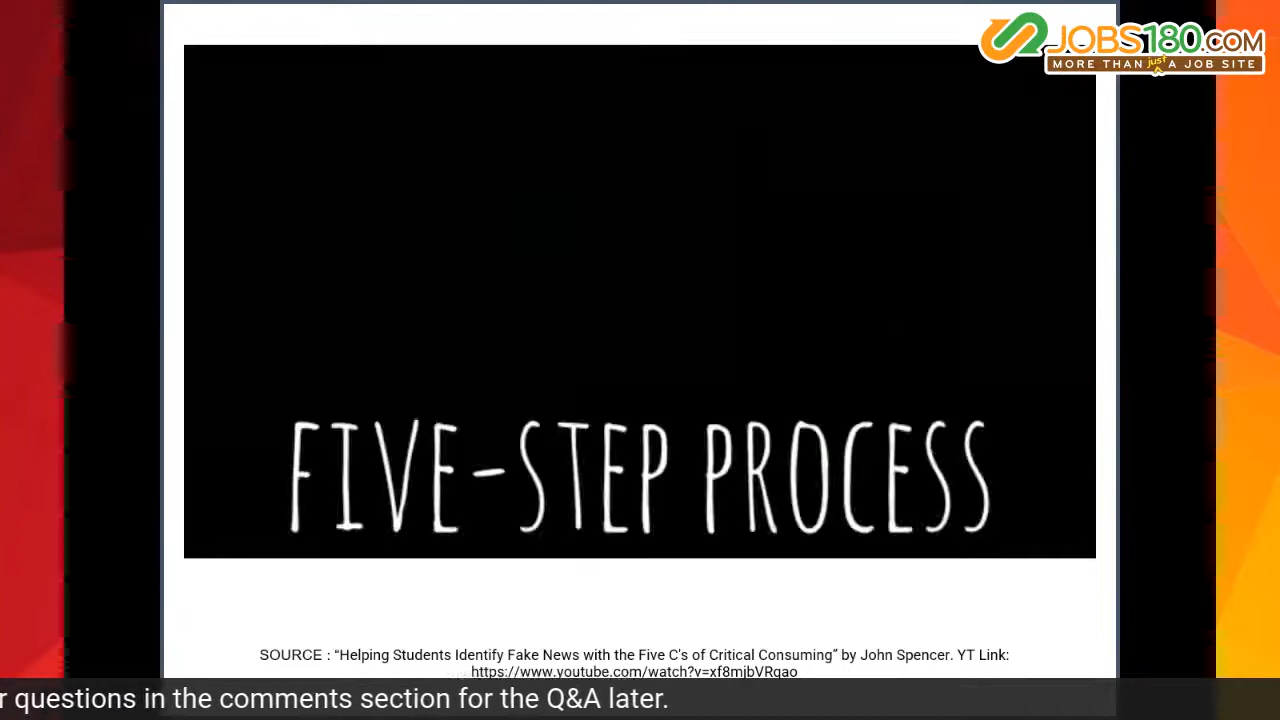 JOBS180.COM
MORE THAN just A JOB SITE
FIVE-STEP PROCESS
SOURCE : “Helping Students Identify Fake News with the Five C's of Critical Consuming” by John Spencer. YT Link:
https://www.youtube.com/watch?v=xf8mjbVRqao
r questions in the comments section for the Q&A later.